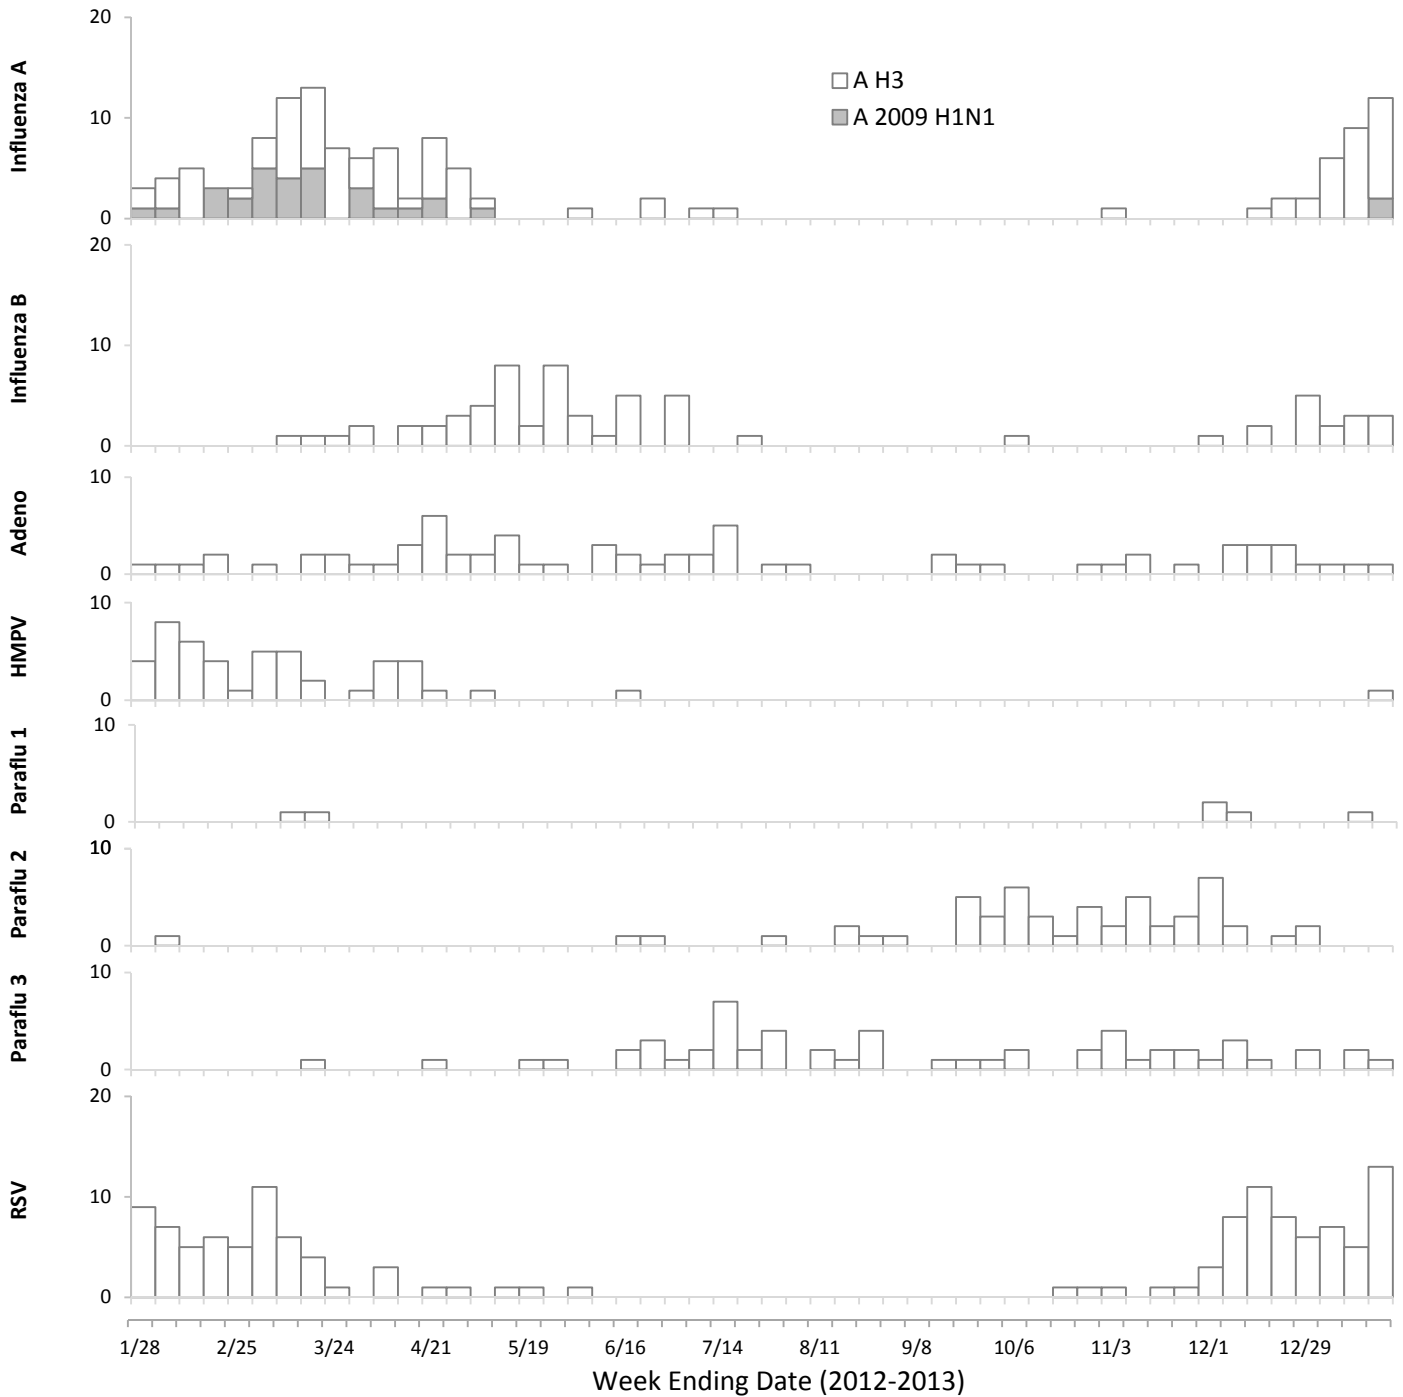 20
10
0
Influenza A
A H3
A 2009 H1N1
20
10
0
Influenza B
10
0
Adeno
10
0
HMPV
10
0
Paraflu 1
10
0
Paraflu 2
10
0
Paraflu 3
20
10
0
RSV
1/28 2/25 3/24 4/21 5/19 6/16 7/14 8/11 9/8 10/6 11/3 12/1 12/29
Week Ending Date (2012-2013)